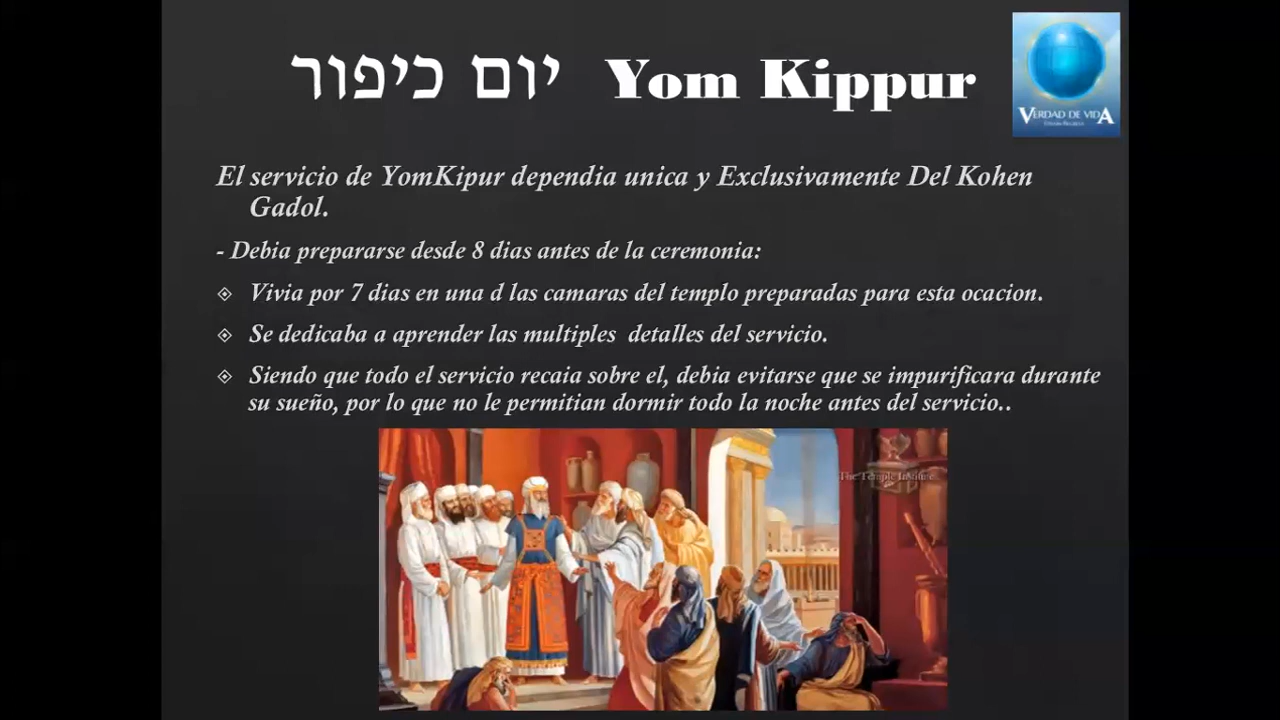 יום כיפור Yom Kippur
VERDAD DE VIDA
El servicio de YomKipur dependia unica y Exclusivamente Del Kohen
Gadol.
- Debia prepararse desde 8 dias antes de la ceremonia:
Vivia por 7 dias en una d las camaras del templo preparadas para esta ocacion.
Se dedicaba a aprender las multiples detalles del servicio.
Siendo que todo el servicio recaia sobre el, debia evitarse que se impurificara durante
su sueño, por lo que no le permitian dormir todo la noche antes del servicio..
The Temple Institute